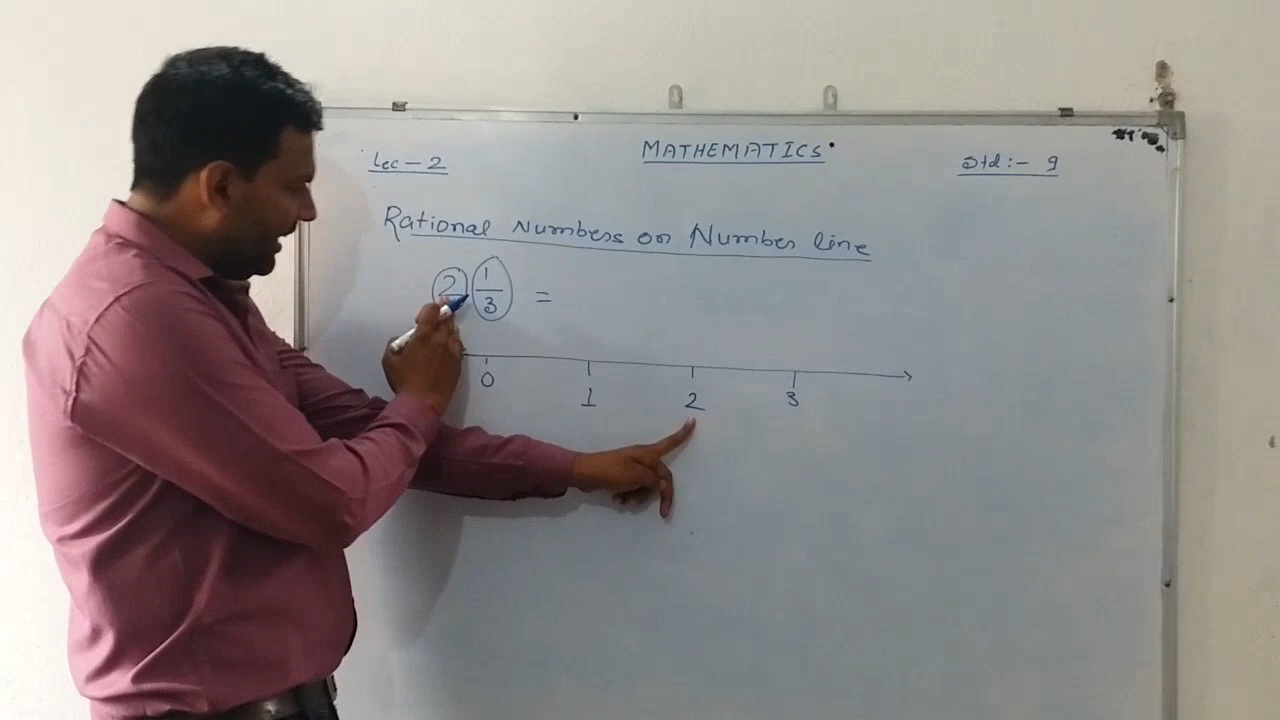 Lec - 2 MATHEMATICS Std :- 9
Rational Numbers on Number line
2 1/3 =
0 1 2 3